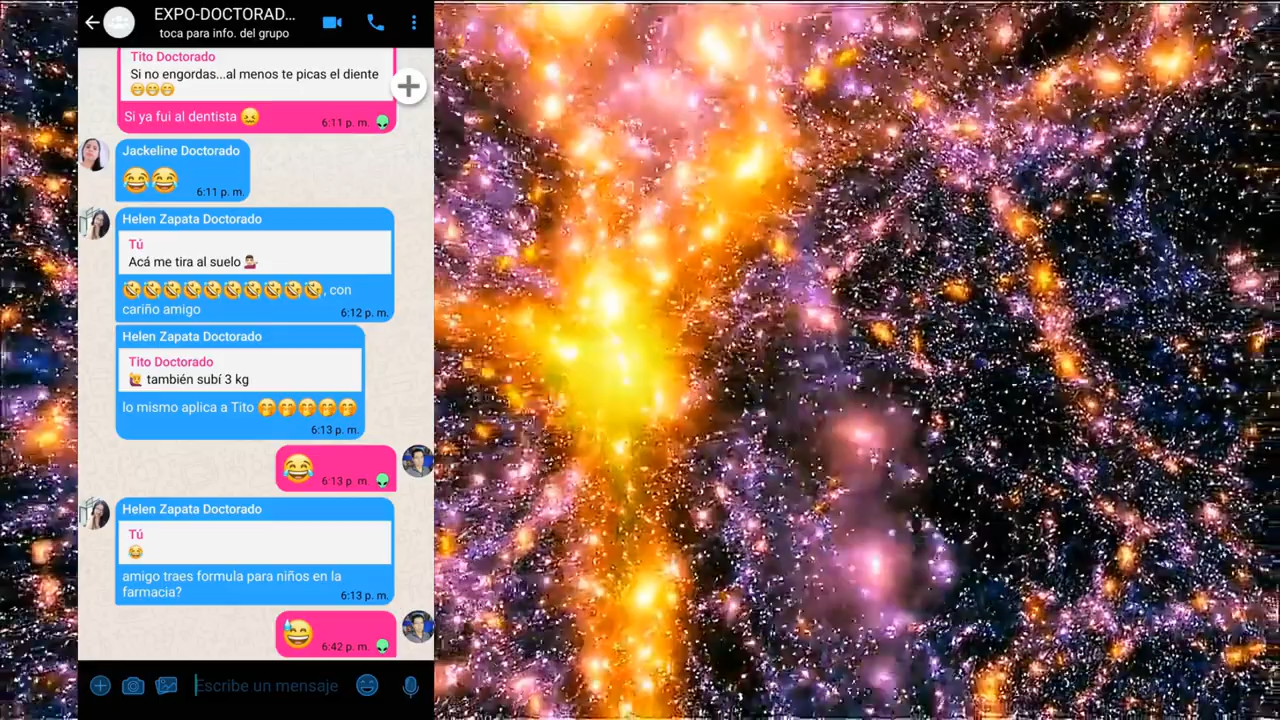 EXPO-DOCTORAD...
toca para info. del grupo
Tito Doctorado
Si no engordas...al menos te picas el diente
🤭🤭🤭
Si ya fui al dentista 😖
6:11 p. m.
Jackeline Doctorado
😂😂
6:11 p. m.
Helen Zapata Doctorado
Tú
Acá me tira al suelo 💁🏻‍♂️
🤣🤣🤣🤣🤣🤣🤣🤣🤣🤣, con
cariño amigo
6:12 p. m.
Helen Zapata Doctorado
Tito Doctorado
🙋 también subí 3 kg
lo mismo aplica a Tito 🤭🤭🤭🤭🤭
6:13 p. m.
😂
6:13 p. m.
Helen Zapata Doctorado
Tú
😂
amigo traes formula para niños en la
farmacia?
6:13 p. m.
😅
6:42 p. m.
Escribe un mensaje